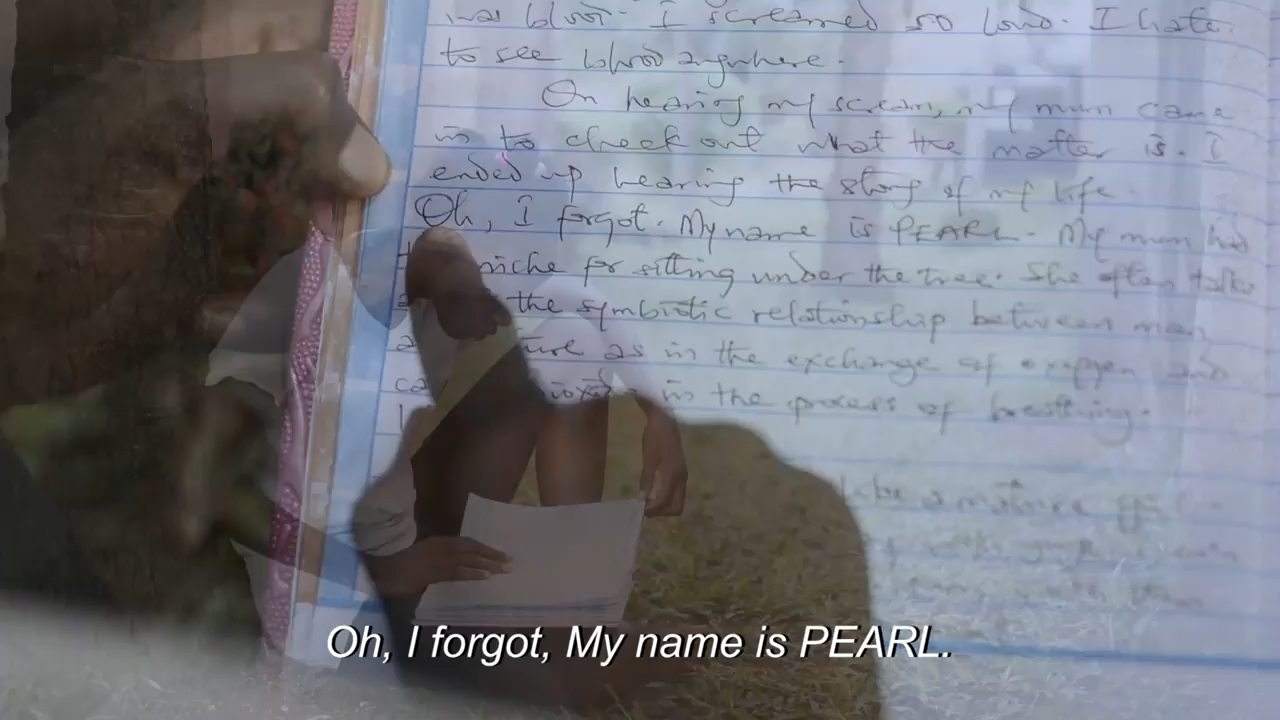 was blood. I screamed so loud. I hate
to see blood anywhere.
On hearing my scream, my mum came
in to check out what the matter is. I
ended up hearing the story of my life.
Oh, I forgot. My name is PEARL. My mum had
niche for sitting under the tree. She often talks
the symbiotic relationship between man
as in the exchange of oxygen and
in the process of breathing.
Oh, I forgot, My name is PEARL.